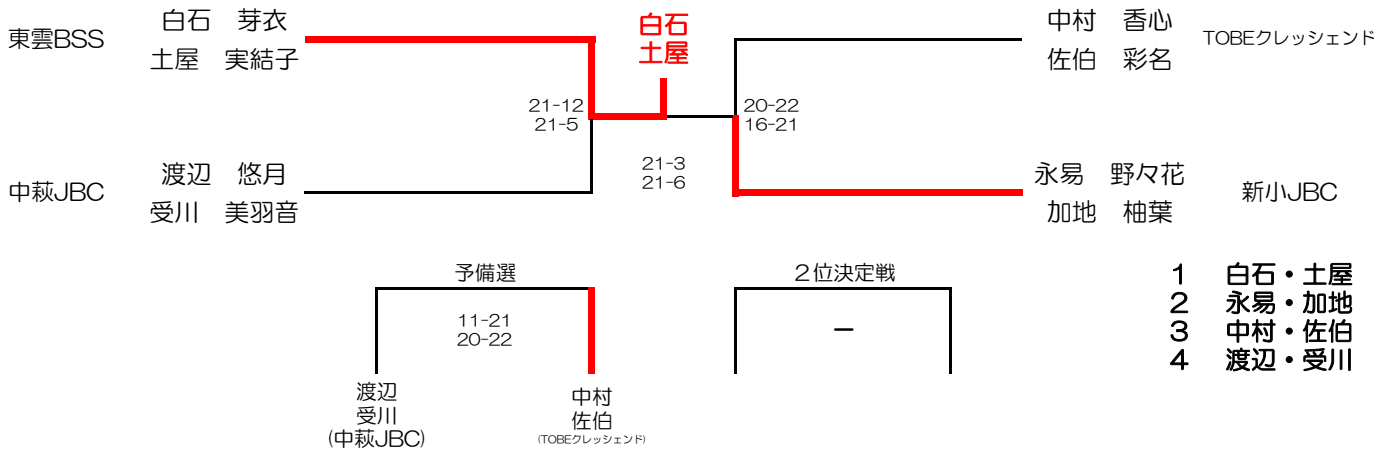 東雲BSS
白石 芽衣
土屋 実結子
白石
土屋
中村 香心
佐伯 彩名
TOBEクレッシェンド
21-12
21-5
20-22
16-21
21-3
21-6
中萩JBC
渡辺 悠月
受川 美羽音
永易 野々花
加地 柚葉
新小JBC
予備選
11-21
20-22
渡辺
受川
(中萩JBC)
中村
佐伯
(TOBEクレッシェンド)
2位決定戦
－
1 白石・土屋
2 永易・加地
3 中村・佐伯
4 渡辺・受川